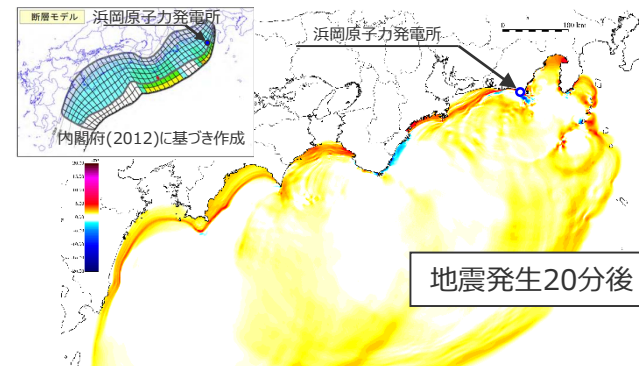 断層モデル
浜岡原子力発電所
内閣府(2012)に基づき作成
浜岡原子力発電所
0 100 km
地震発生20分後